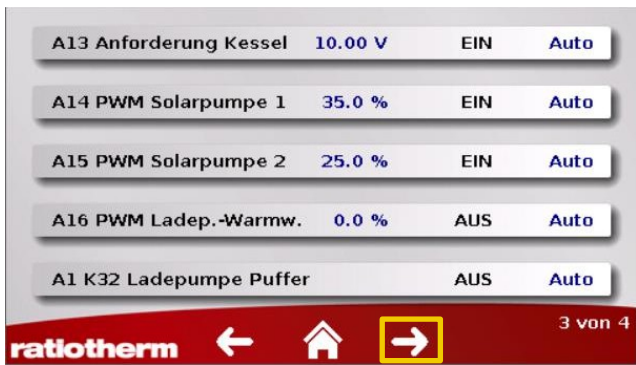 A13 Anforderung Kessel 10.00 V EIN Auto
A14 PWM Solarpumpe 1 35.0 % EIN Auto
A15 PWM Solarpumpe 2 25.0 % EIN Auto
A16 PWM Ladep.-Warmw. 0.0 % AUS Auto
A1 K32 Ladepumpe Puffer AUS Auto
3 von 4
ratiotherm